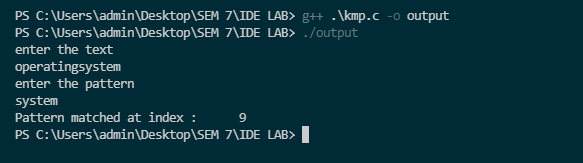 PS C:\Users\admin\Desktop\SEM 7\IDE LAB> g++ .\kmp.c -o output
PS C:\Users\admin\Desktop\SEM 7\IDE LAB> ./output
enter the text
operatingsystem
enter the pattern
system
Pattern matched at index :      9
PS C:\Users\admin\Desktop\SEM 7\IDE LAB>